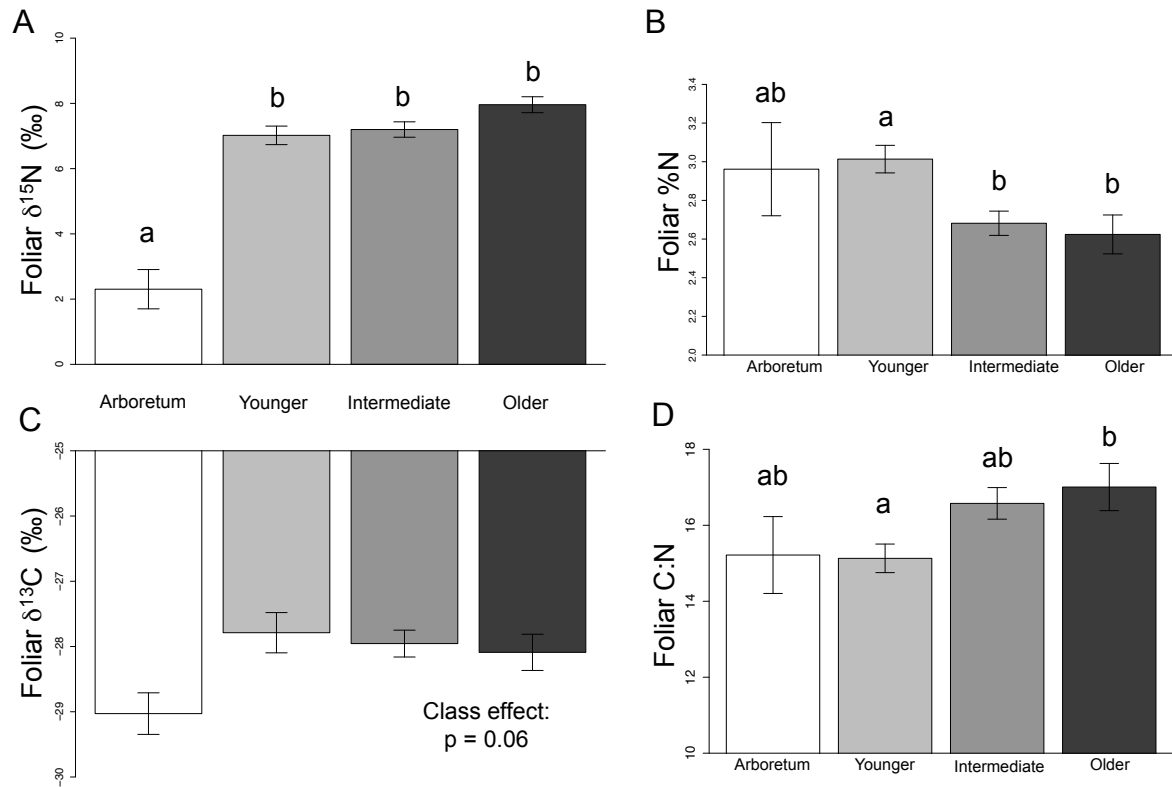 A
Foliar δ¹⁵N (‰)
10
8
6
4
2
0
a
b
b
b
Arboretum
Younger
Intermediate
Older
B
Foliar %N
3.4
3.2
3.0
2.8
2.6
2.4
2.2
2.0
ab
a
b
b
Arboretum
Younger
Intermediate
Older
C
Foliar δ¹³C (‰)
-25
-26
-27
-28
-29
-30
Class effect:
p = 0.06
D
Foliar C:N
18
16
14
12
10
ab
a
ab
b
Arboretum
Younger
Intermediate
Older